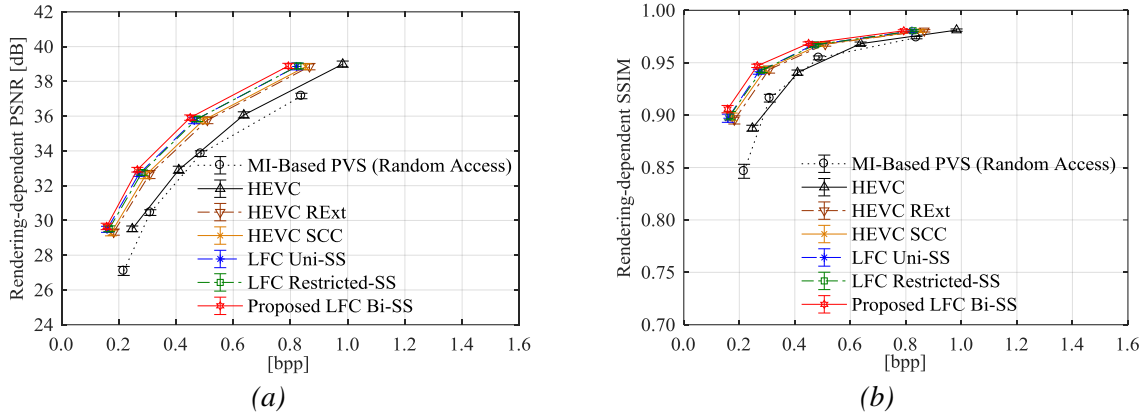 Rendering-dependent PSNR [dB]
42
40
38
36
34
32
30
28
26
24
MI-Based PVS (Random Access)
HEVC
HEVC RExt
HEVC SCC
LFC Uni-SS
LFC Restricted-SS
Proposed LFC Bi-SS
0.0 0.2 0.4 0.6 0.8 1.0 1.2 1.4 1.6
[bpp]
(a)
Rendering-dependent SSIM
1.00
0.95
0.90
0.85
0.80
0.75
0.70
MI-Based PVS (Random Access)
HEVC
HEVC RExt
HEVC SCC
LFC Uni-SS
LFC Restricted-SS
Proposed LFC Bi-SS
0.0 0.2 0.4 0.6 0.8 1.0 1.2 1.4 1.6
[bpp]
(b)